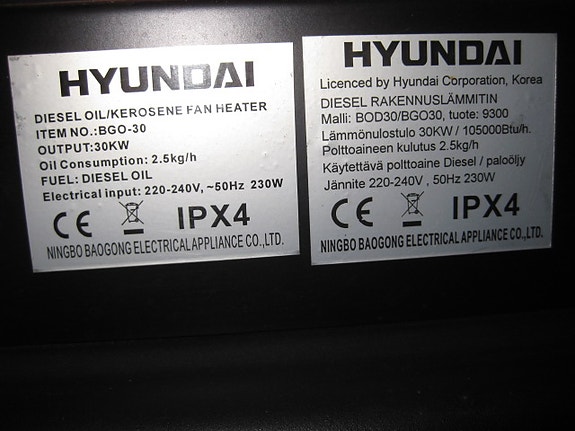 HYUNDAI
DIESEL OIL/KEROSENE FAN HEATER
ITEM NO.:BGO-30
OUTPUT:30KW
Oil Consumption: 2.5kg/h
FUEL: DIESEL OIL
Electrical input: 220-240V, ~50Hz 230W
CE IPX4
NINGBO BAOGONG ELECTRICAL APPLIANCE CO.,LTD.
HYUNDAI
Licenced by Hyundai Corporation, Korea
DIESEL RAKENNUSLÄMMITIN
Malli: BOD30/BGO30, tuote: 9300
Lämmönulostulo 30KW / 105000Btu/h.
Polttoaineen kulutus 2.5kg/h
Käytettävä polttoaine Diesel / paloöljy
Jännite 220-240V , 50Hz 230W
CE IPX4
NINGBO BAOGONG ELECTRICAL APPLIANCE CO.,LTD.